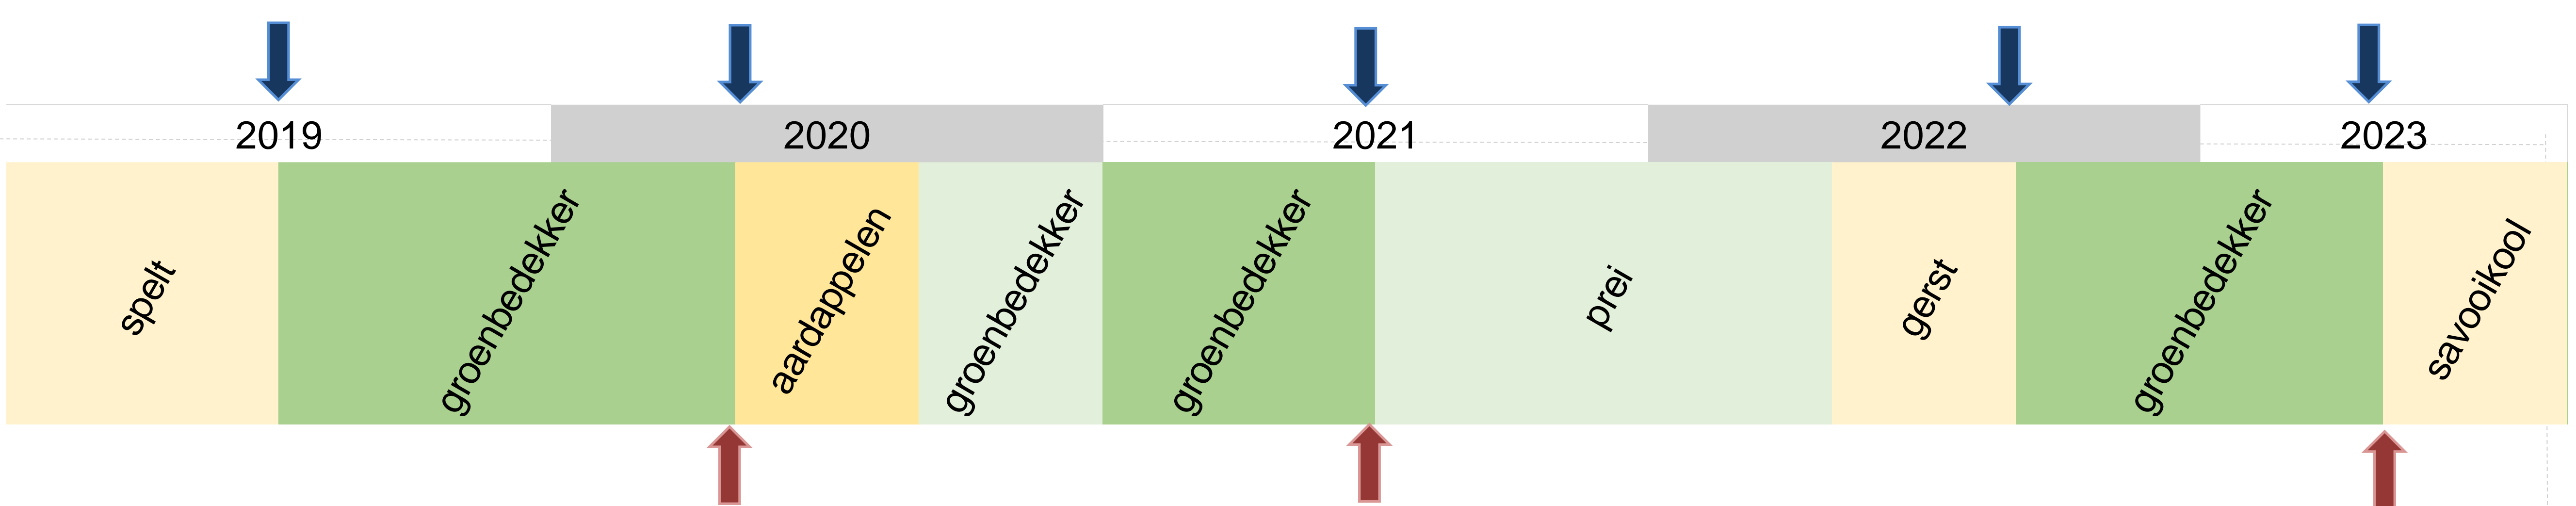 2019
2020
2021
2022
2023
spelt
groenbedekker
aardappelen
groenbedekker
groenbedekker
prei
gerst
groenbedekker
savooikool